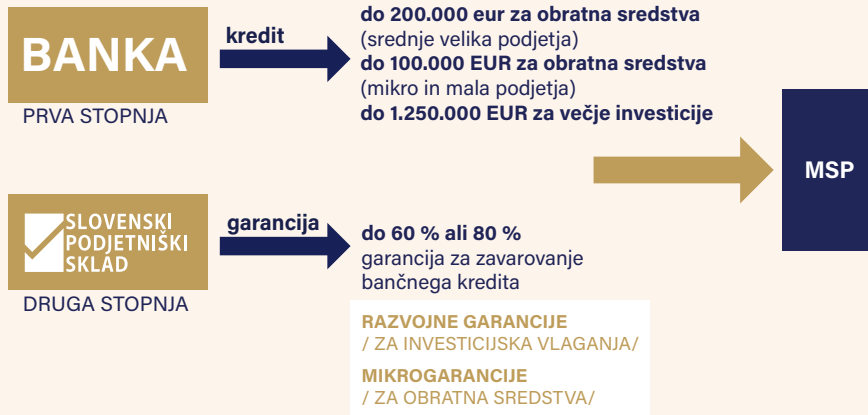 BANKA
PRVA STOPNJA
kredit
do 200.000 eur za obratna sredstva
(srednje velika podjetja)
do 100.000 EUR za obratna sredstva
(mikro in mala podjetja)
do 1.250.000 EUR za večje investicije
MSP
SLOVENSKI
PODJETNIŠKI
SKLAD
DRUGA STOPNJA
garancija
do 60 % ali 80 %
garancija za zavarovanje
bančnega kredita
RAZVOJNE GARANCIJE
/ ZA INVESTICIJSKA VLAGANJA/
MIKROGARANCIJE
/ ZA OBRATNA SREDSTVA/